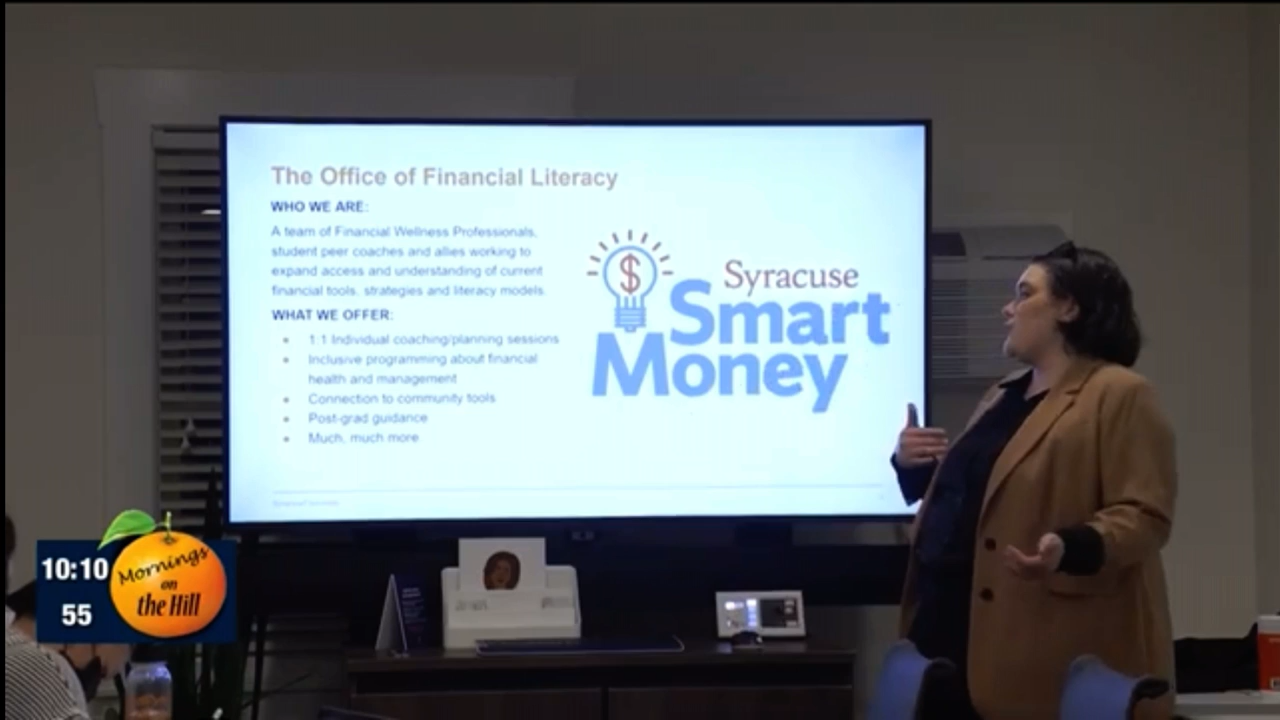 The Office of Financial Literacy
WHO WE ARE:
A team of Financial Wellness Professionals,
student peer coaches and allies working to
expand access and understanding of current
financial tools, strategies and literacy models.
WHAT WE OFFER:
1:1 Individual coaching/planning sessions
Inclusive programming about financial
health and management
Connection to community tools
Post-grad guidance
Much, much more
$
Syracuse
Smart
Money
10:10
55
Mornings
on
the Hill